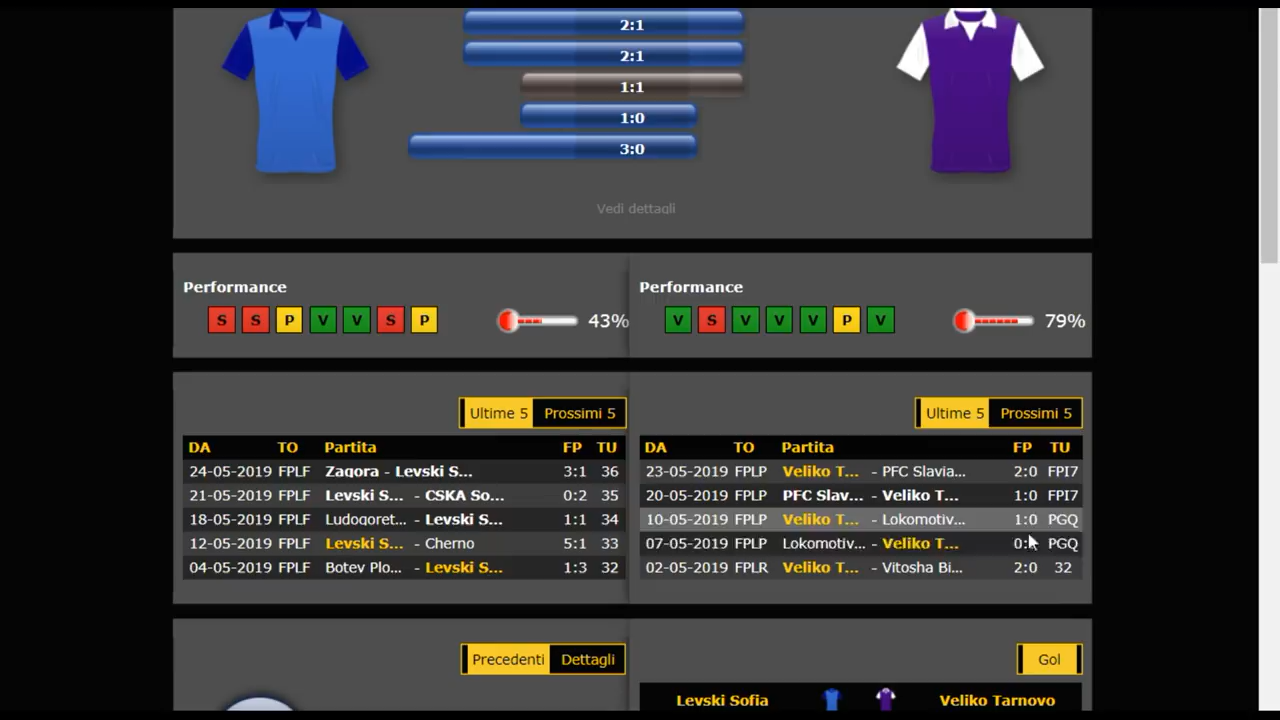 2:1
2:1
1:1
1:0
3:0
Vedi dettagli
Performance
S S P V V S P 43%
Performance
V S V V V P V 79%
Ultime 5 Prossimi 5
DA TO Partita FP TU
24-05-2019 FPLF Zagora - Levski S... 3:1 36
21-05-2019 FPLF Levski S... - CSKA So... 0:2 35
18-05-2019 FPLF Ludogoret... - Levski S... 1:1 34
12-05-2019 FPLF Levski S... - Cherno 5:1 33
04-05-2019 FPLF Botev Plo... - Levski S... 1:3 32
Ultime 5 Prossimi 5
DA TO Partita FP TU
23-05-2019 FPLP Veliko T... - PFC Slavia... 2:0 FPI7
20-05-2019 FPLP PFC Slav... - Veliko T... 1:0 FPI7
10-05-2019 FPLP Veliko T... - Lokomotiv... 1:0 PGQ
07-05-2019 FPLP Lokomotiv... - Veliko T... 0: PGQ
02-05-2019 FPLR Veliko T... - Vitosha Bi... 2:0 32
Precedenti Dettagli
Gol
Levski Sofia Veliko Tarnovo